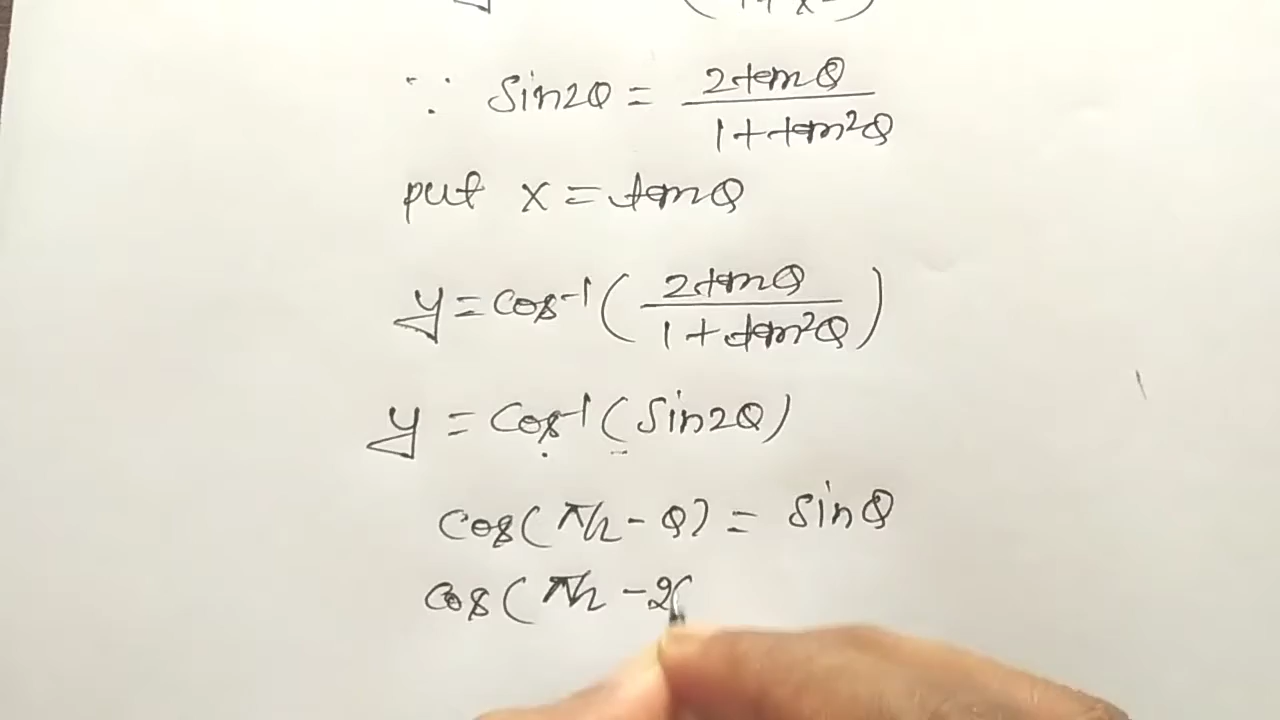 ∵ Sin2θ = 2tanθ / 1+tan²θ
put x = tanθ
y = cos⁻¹(2tanθ / 1+tan²θ)
y = Cos⁻¹(Sin2θ)
Cos(π/2 - θ) = Sinθ
Cos(π/2 - 2θ